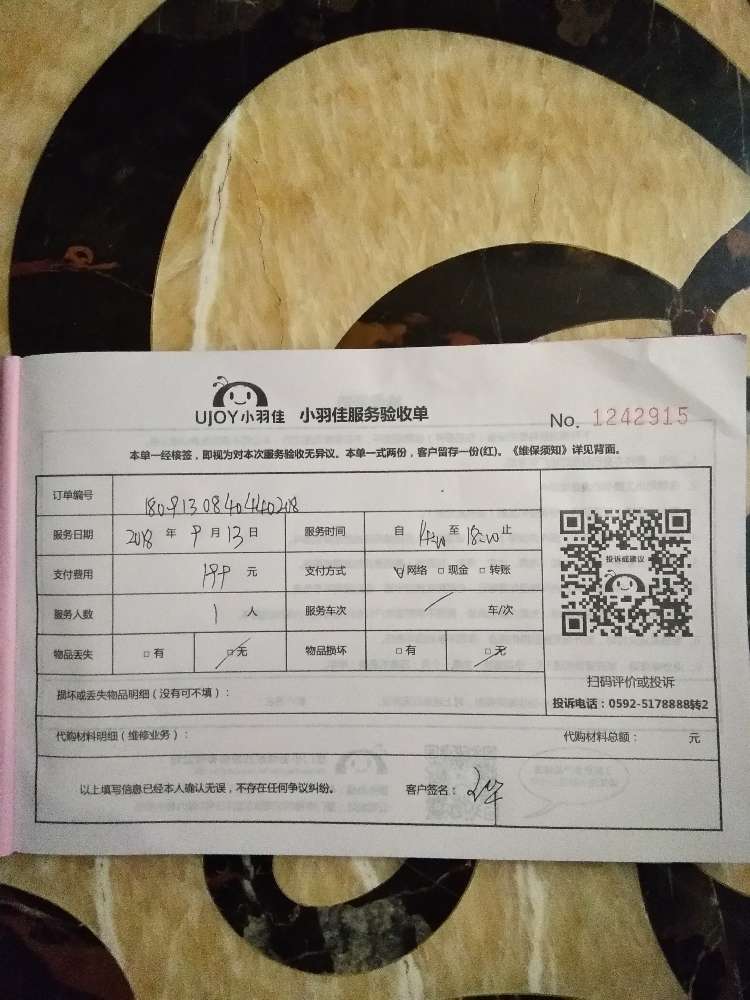 UJOY小羽佳 小羽佳服务验收单 No. 1242915
本单一经核签，即视为对本次服务验收无异议。本单一式两份，客户留存一份(红)。《维保须知》详见背面。
订单编号 1809130840440208
服务日期 2018 年 9 月 13 日 服务时间 自 14:00 至 18:00 止
支付费用 199 元 支付方式 ☑网络 □现金 □转账
服务人数 1 人 服务车次 / 车/次
物品丢失 □有 ☑无 物品损坏 □有 ☑无
投诉或建议
扫码评价或投诉
投诉电话：0592-5178888转2
损坏或丢失物品明细（没有可不填）：
代购材料明细（维修业务）： 代购材料总额： 元
以上填写信息已经本人确认无误，不存在任何争议纠纷。 客户签名：